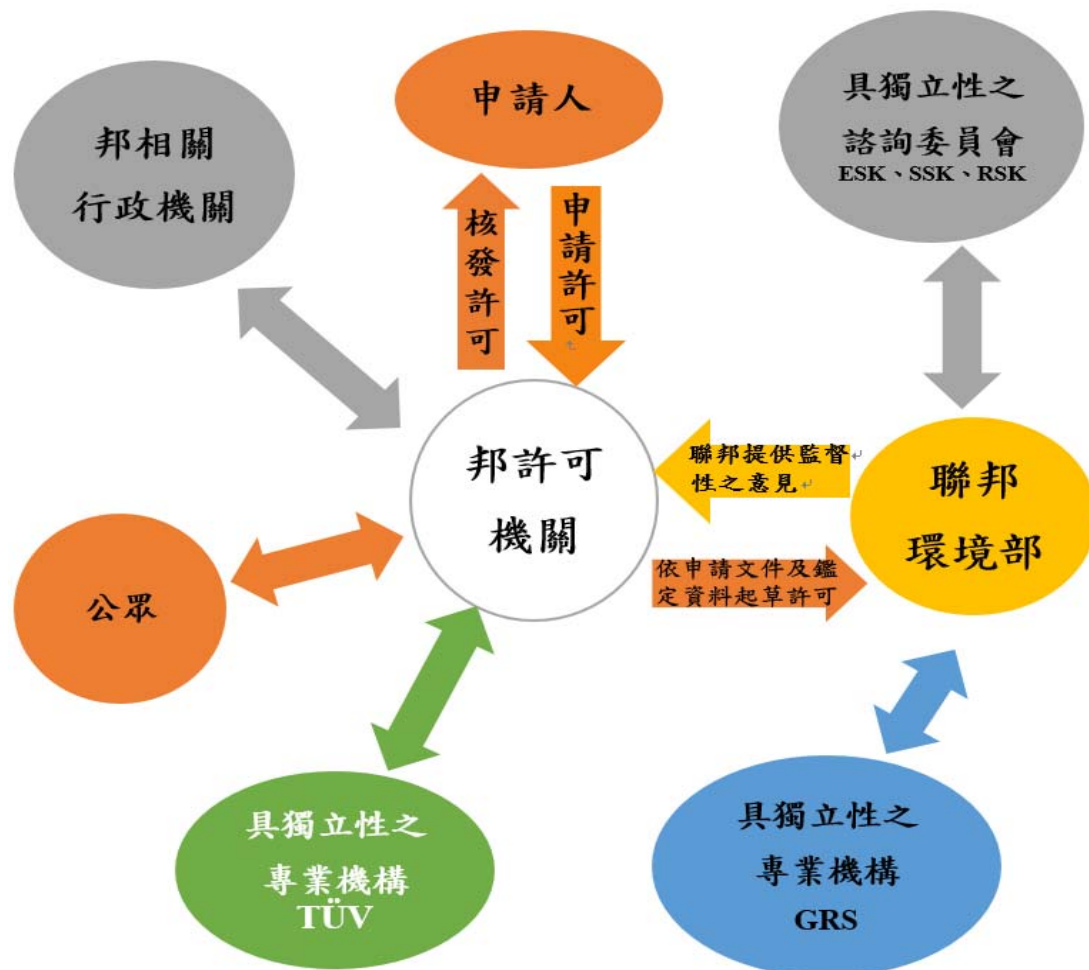 申請人
具獨立性之
諮詢委員會
ESK、SSK、RSK
邦相關
行政機關
核發許可
申請許可
邦許可
機關
聯邦提供監督
性之意見
聯邦
環境部
依申請文件及鑑
定資料起草許可
公眾
具獨立性之
專業機構
TÜV
具獨立性之
專業機構
GRS